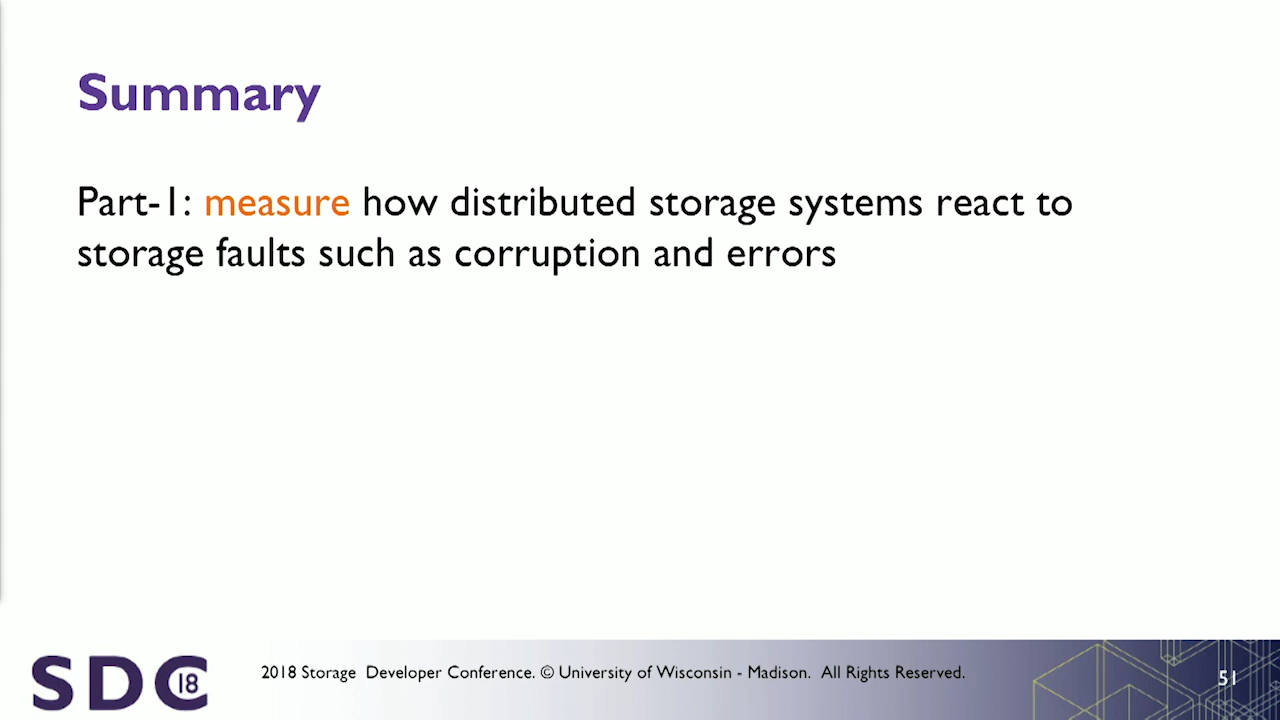 Summary
Part-1: measure how distributed storage systems react to
storage faults such as corruption and errors
SDC 18
2018 Storage Developer Conference. © University of Wisconsin - Madison. All Rights Reserved.
51